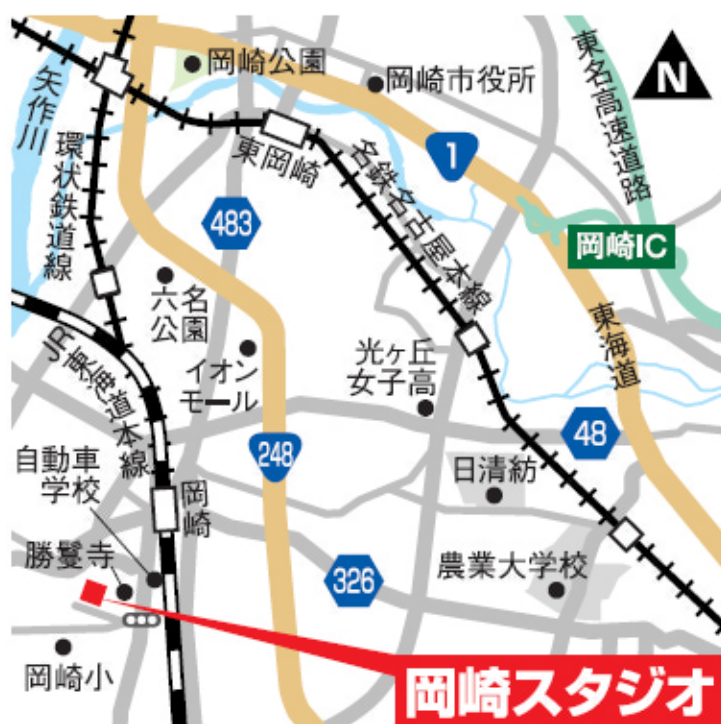 岡崎公園
岡崎市役所
東名高速道路
N
矢作川
環状鉄道線
東岡崎
1
名鉄名古屋本線
483
岡崎IC
六名
公園
イオン
モール
光ヶ丘
女子高
東海道
JR東海道本線
48
248
自動車
学校
岡崎
日清紡
勝鬘寺
326
農業大学校
岡崎小
岡崎スタジオ